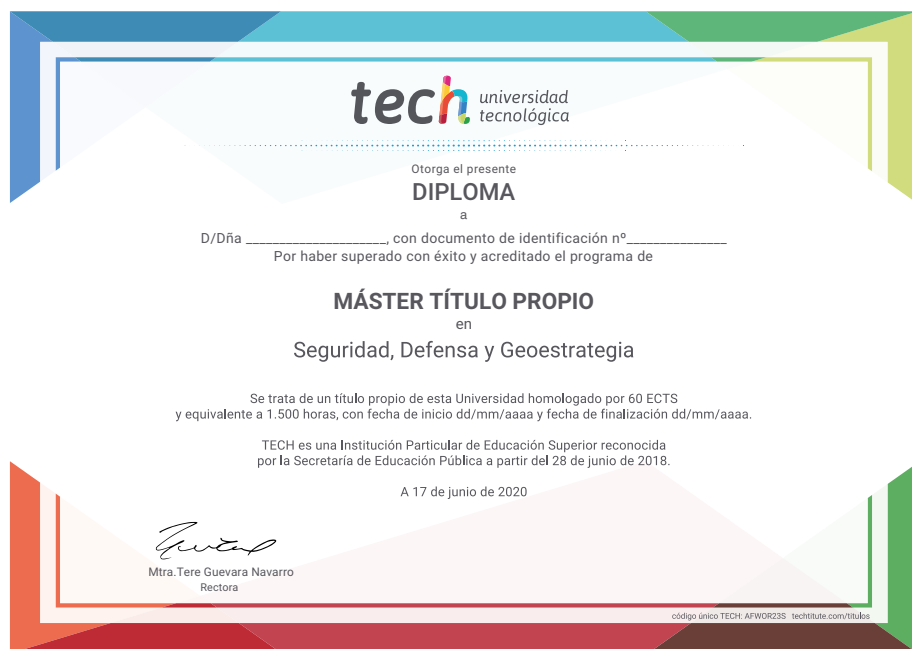 tech universidad
tecnológica
Otorga el presente
DIPLOMA
a
D/Dña _____________________, con documento de identificación nº_______________
Por haber superado con éxito y acreditado el programa de
MÁSTER TÍTULO PROPIO
en
Seguridad, Defensa y Geoestrategia
Se trata de un título propio de esta Universidad homologado por 60 ECTS
y equivalente a 1.500 horas, con fecha de inicio dd/mm/aaaa y fecha de finalización dd/mm/aaaa.
TECH es una Institución Particular de Educación Superior reconocida
por la Secretaría de Educación Pública a partir del 28 de junio de 2018.
A 17 de junio de 2020
Mtra.Tere Guevara Navarro
Rectora
código único TECH: AFWOR23S techtitute.com/titulos